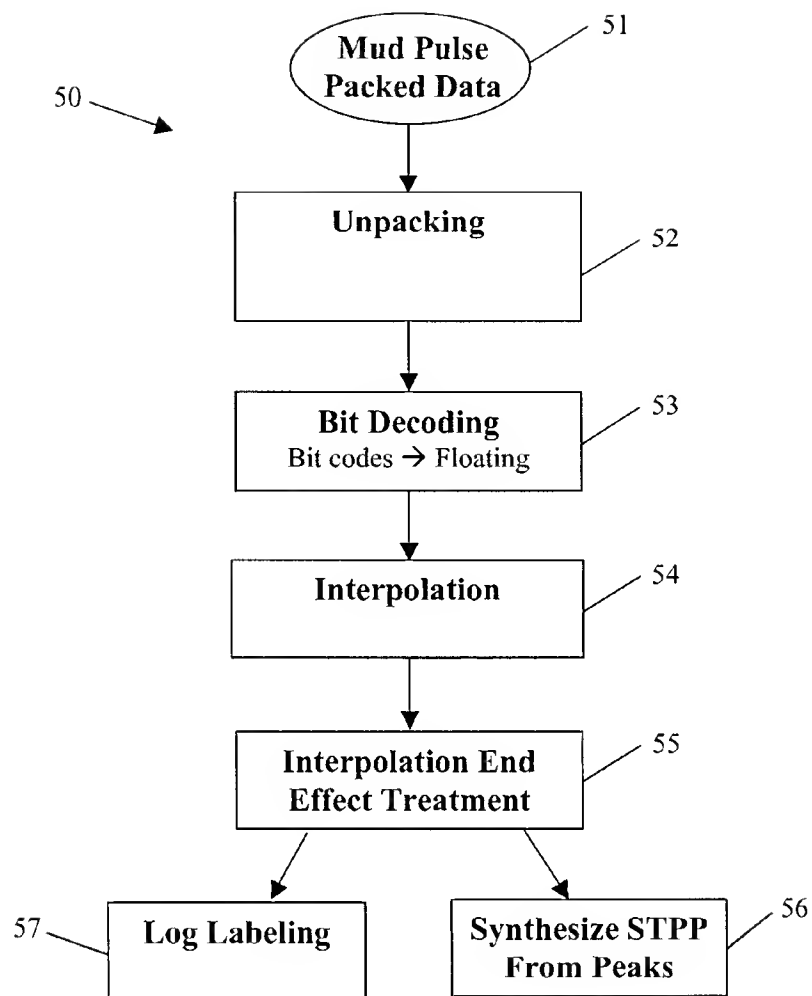 Mud Pulse
Packed Data
51
50
Unpacking
52
Bit Decoding
Bit codes → Floating
53
Interpolation
54
Interpolation End
Effect Treatment
55
57
Log Labeling
Synthesize STPP
From Peaks
56